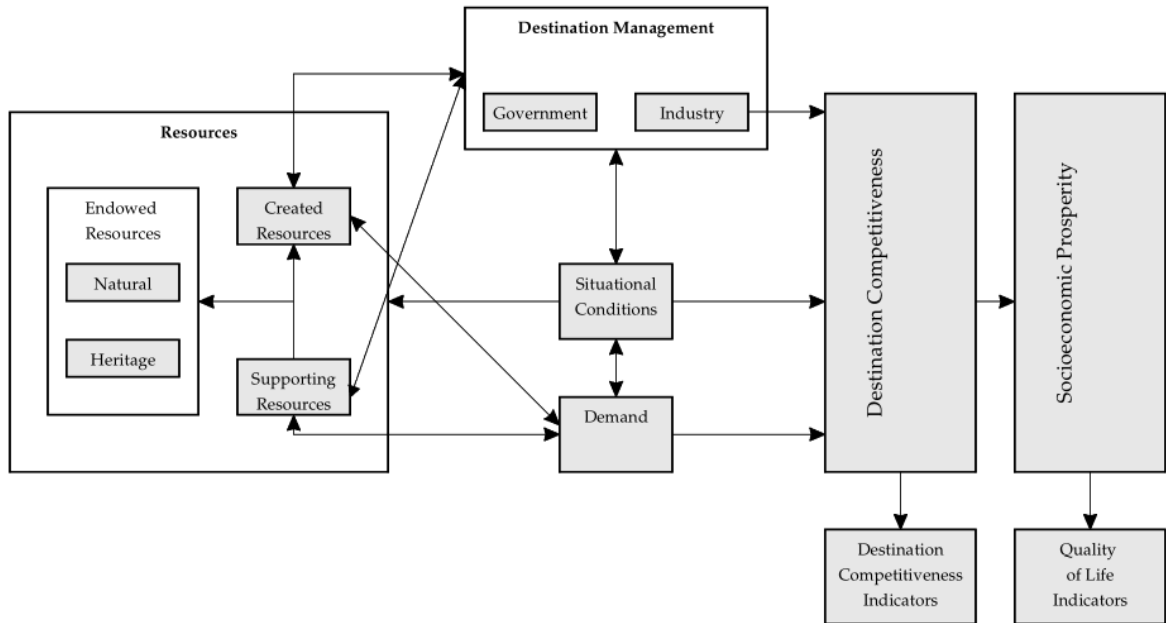 Destination Management
Government
Industry
Resources
Endowed
Resources
Natural
Heritage
Created
Resources
Supporting
Resources
Situational
Conditions
Demand
Destination Competitiveness
Socioeconomic Prosperity
Destination
Competitiveness
Indicators
Quality
of Life
Indicators